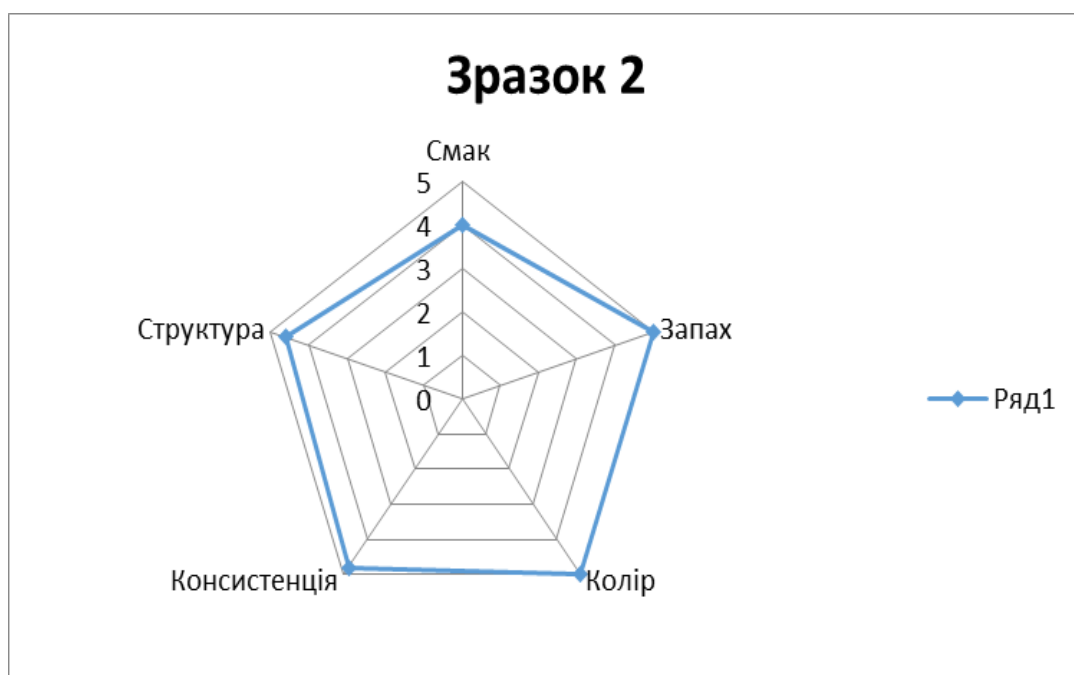 Зразок 2
Смак
5
4
3
2
1
0
Структура
Запах
Консистенція
Колір
Ряд1